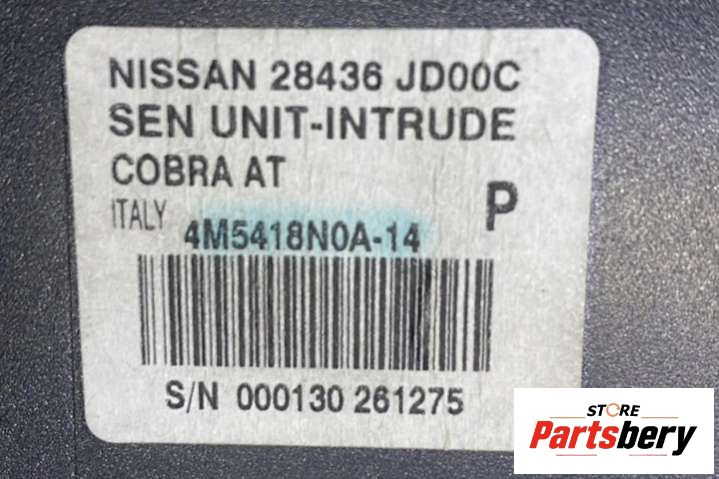 NISSAN 28436 JD00C
SEN UNIT-INTRUDE
COBRA AT
ITALY
P
4M5418N0A-14
S/N 000130 261275
STORE
Partsbery